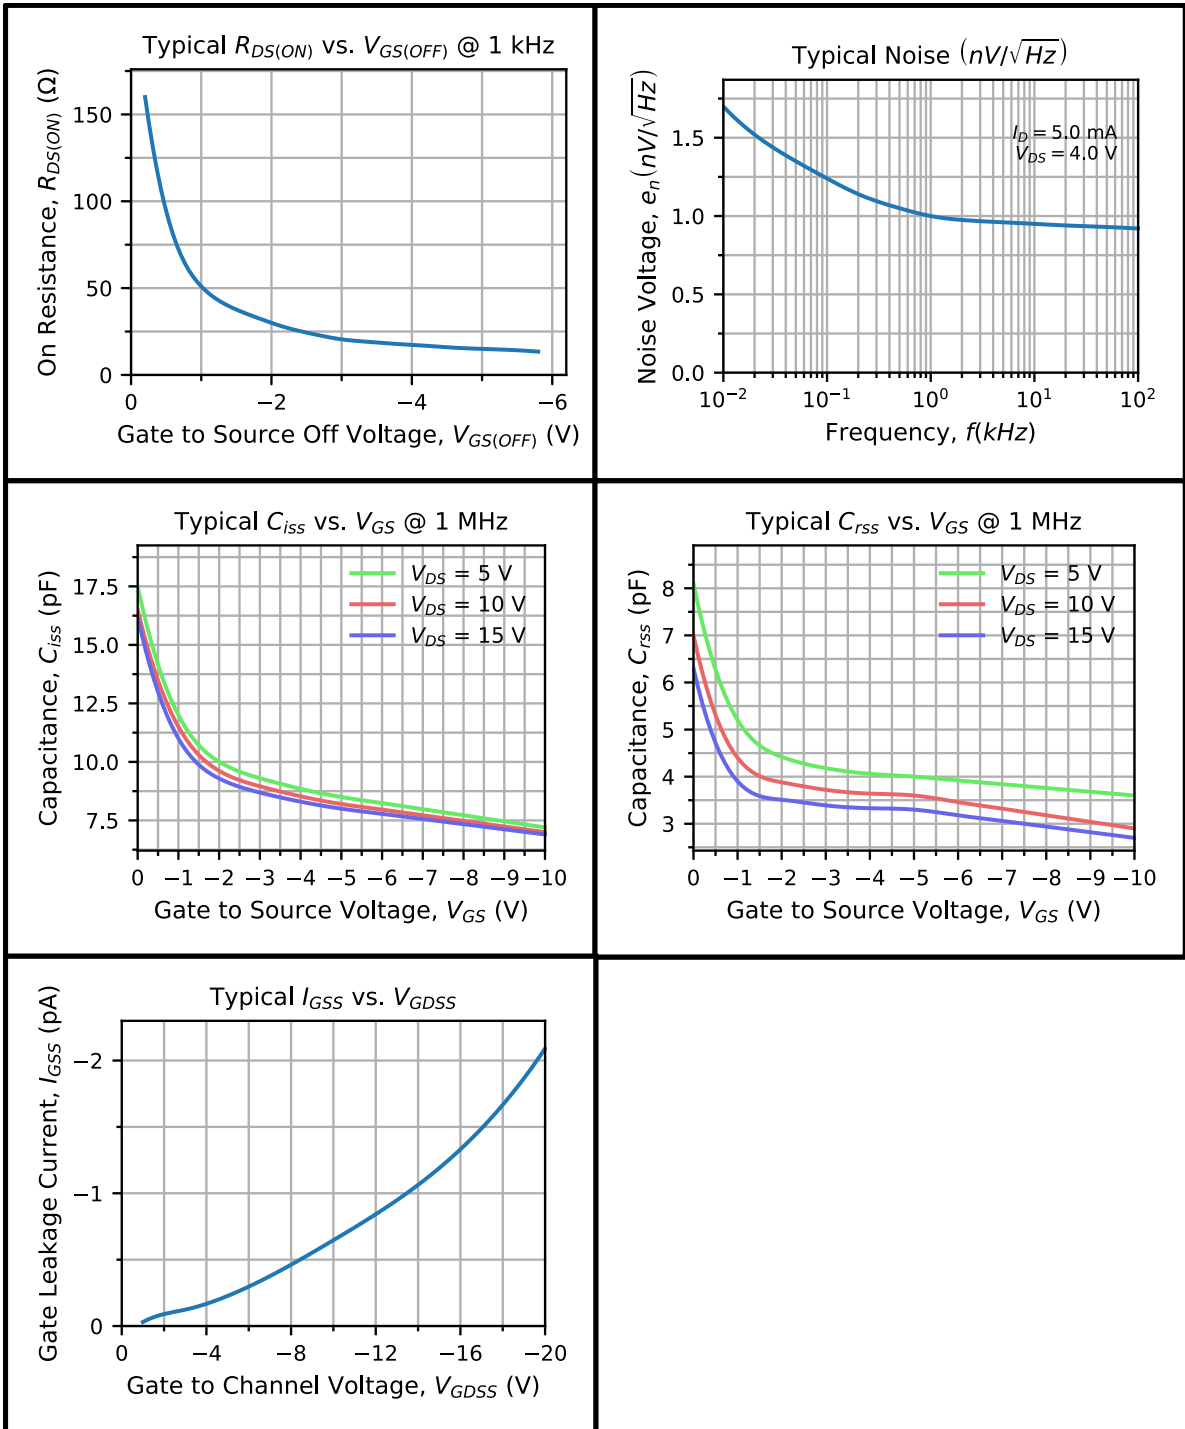 Typical R_DS(ON) vs. V_GS(OFF) @ 1 kHz
On Resistance, R_DS(ON) (Ω)
150
100
50
0
0 −2 −4 −6
Gate to Source Off Voltage, V_GS(OFF) (V)
Typical Noise (nV/√Hz)
Noise Voltage, e_n (nV/√Hz)
I_D = 5.0 mA
V_DS = 4.0 V
1.5
1.0
0.5
0.0
10⁻² 10⁻¹ 10⁰ 10¹ 10²
Frequency, f(kHz)
Typical C_iss vs. V_GS @ 1 MHz
Capacitance, C_iss (pF)
V_DS = 5 V
V_DS = 10 V
V_DS = 15 V
17.5
15.0
12.5
10.0
7.5
0 −1 −2 −3 −4 −5 −6 −7 −8 −9 −10
Gate to Source Voltage, V_GS (V)
Typical C_rss vs. V_GS @ 1 MHz
Capacitance, C_rss (pF)
V_DS = 5 V
V_DS = 10 V
V_DS = 15 V
8
7
6
5
4
3
0 −1 −2 −3 −4 −5 −6 −7 −8 −9 −10
Gate to Source Voltage, V_GS (V)
Typical I_GSS vs. V_GDSS
Gate Leakage Current, I_GSS (pA)
−2
−1
0
0 −4 −8 −12 −16 −20
Gate to Channel Voltage, V_GDSS (V)